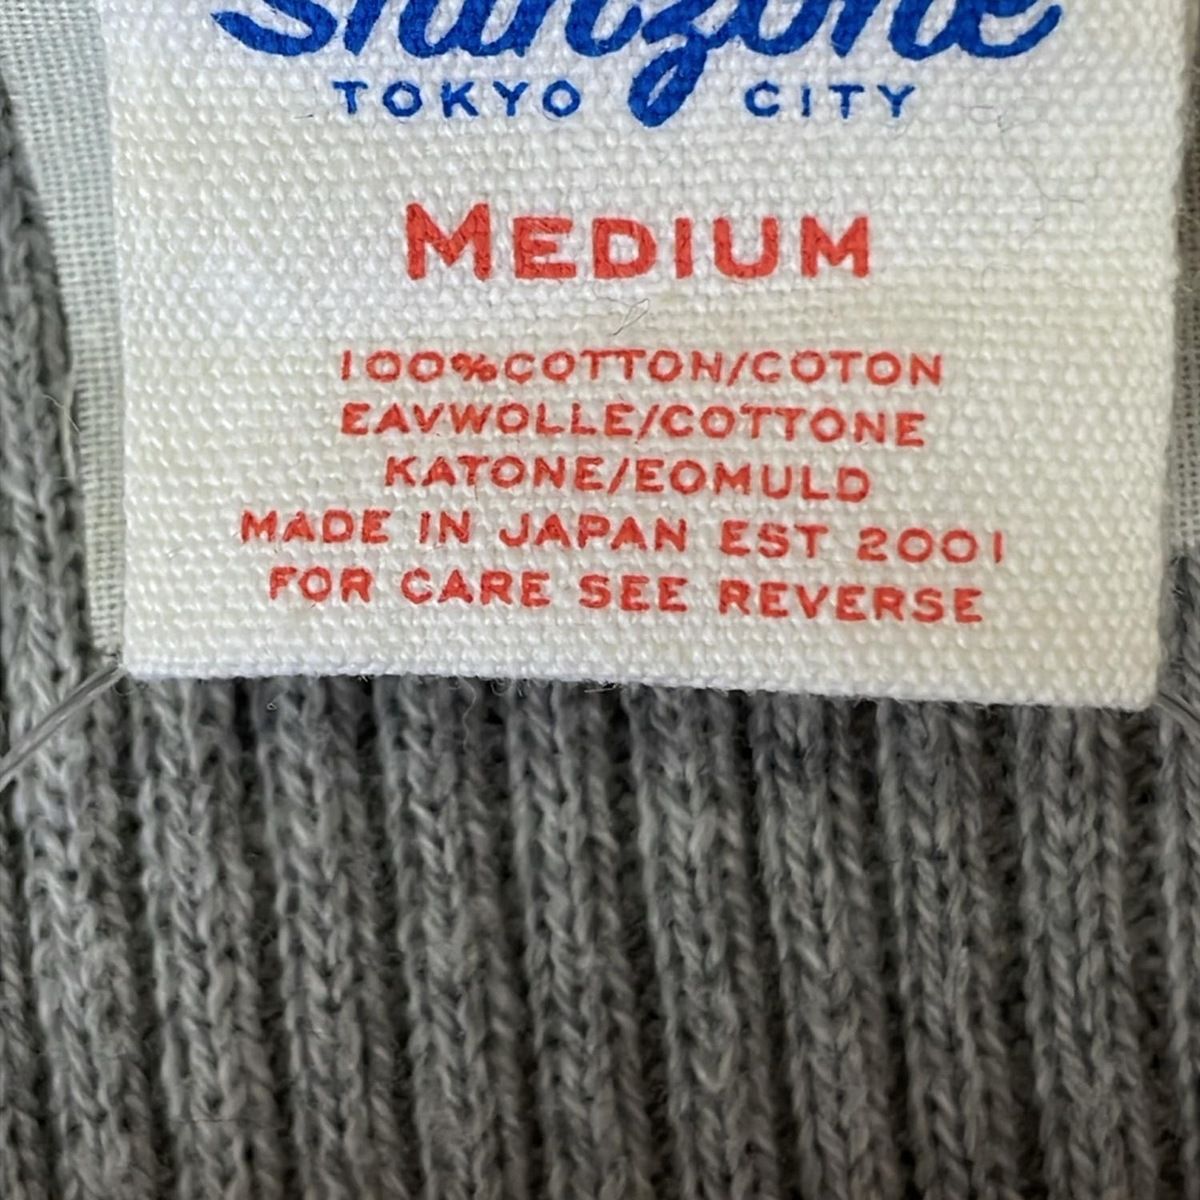 Shinzone
TOKYO CITY
MEDIUM
100%COTTON/COTON
EAVWOLLE/COTTONE
KATONE/EOMULD
MADE IN JAPAN EST 2001
FOR CARE SEE REVERSE